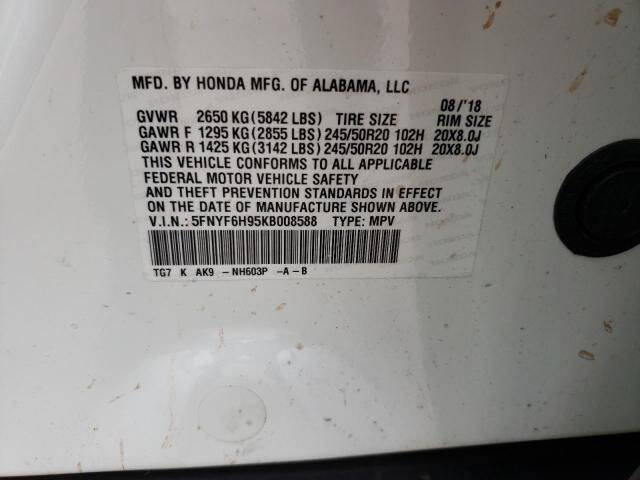 MFD. BY HONDA MFG. OF ALABAMA, LLC
08/'18
GVWR 2650 KG(5842 LBS) TIRE SIZE RIM SIZE
GAWR F 1295 KG(2855 LBS)245/50R20 102H 20X8.0J
GAWR R 1425 KG(3142 LBS)245/50R20 102H 20X8.0J
THIS VEHICLE CONFORMS TO ALL APPLICABLE
FEDERAL MOTOR VEHICLE SAFETY
AND THEFT PREVENTION STANDARDS IN EFFECT
ON THE DATE OF MANUFACTURE SHOWN ABOVE.
V.I.N.: 5FNYF6H95KB008588 TYPE: MPV
TG7 K AK9 -NH603P -A-B